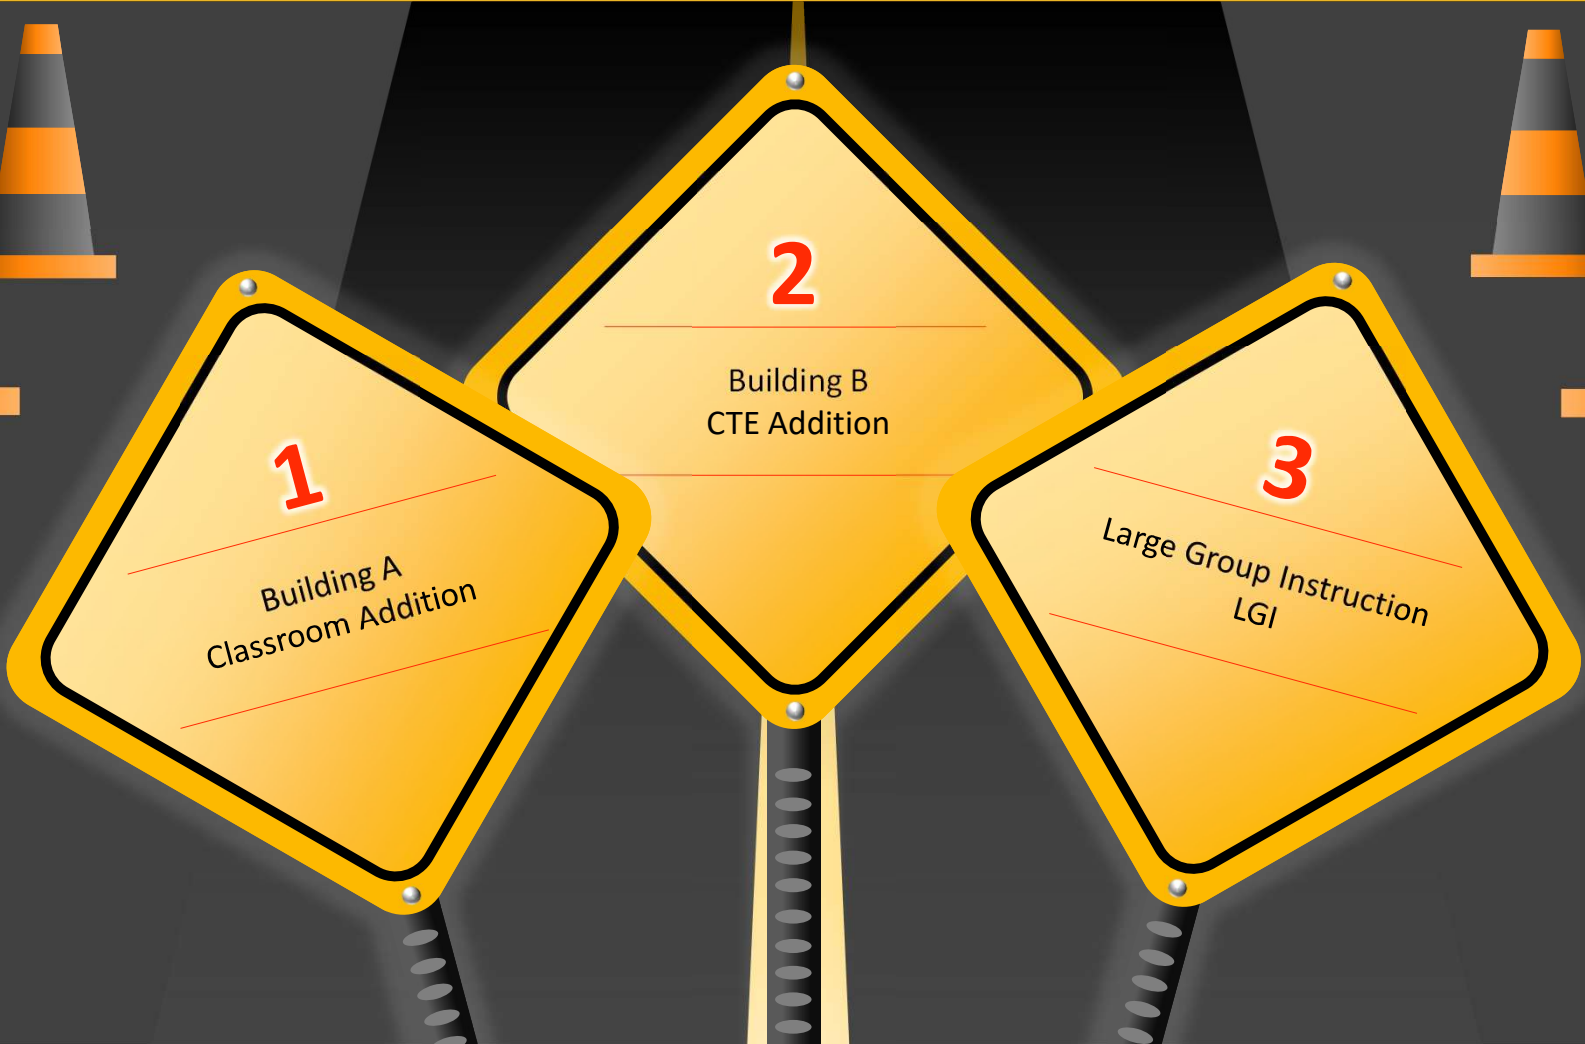 1
Building A
Classroom Addition
2
Building B
CTE Addition
3
Large Group Instruction
LGI